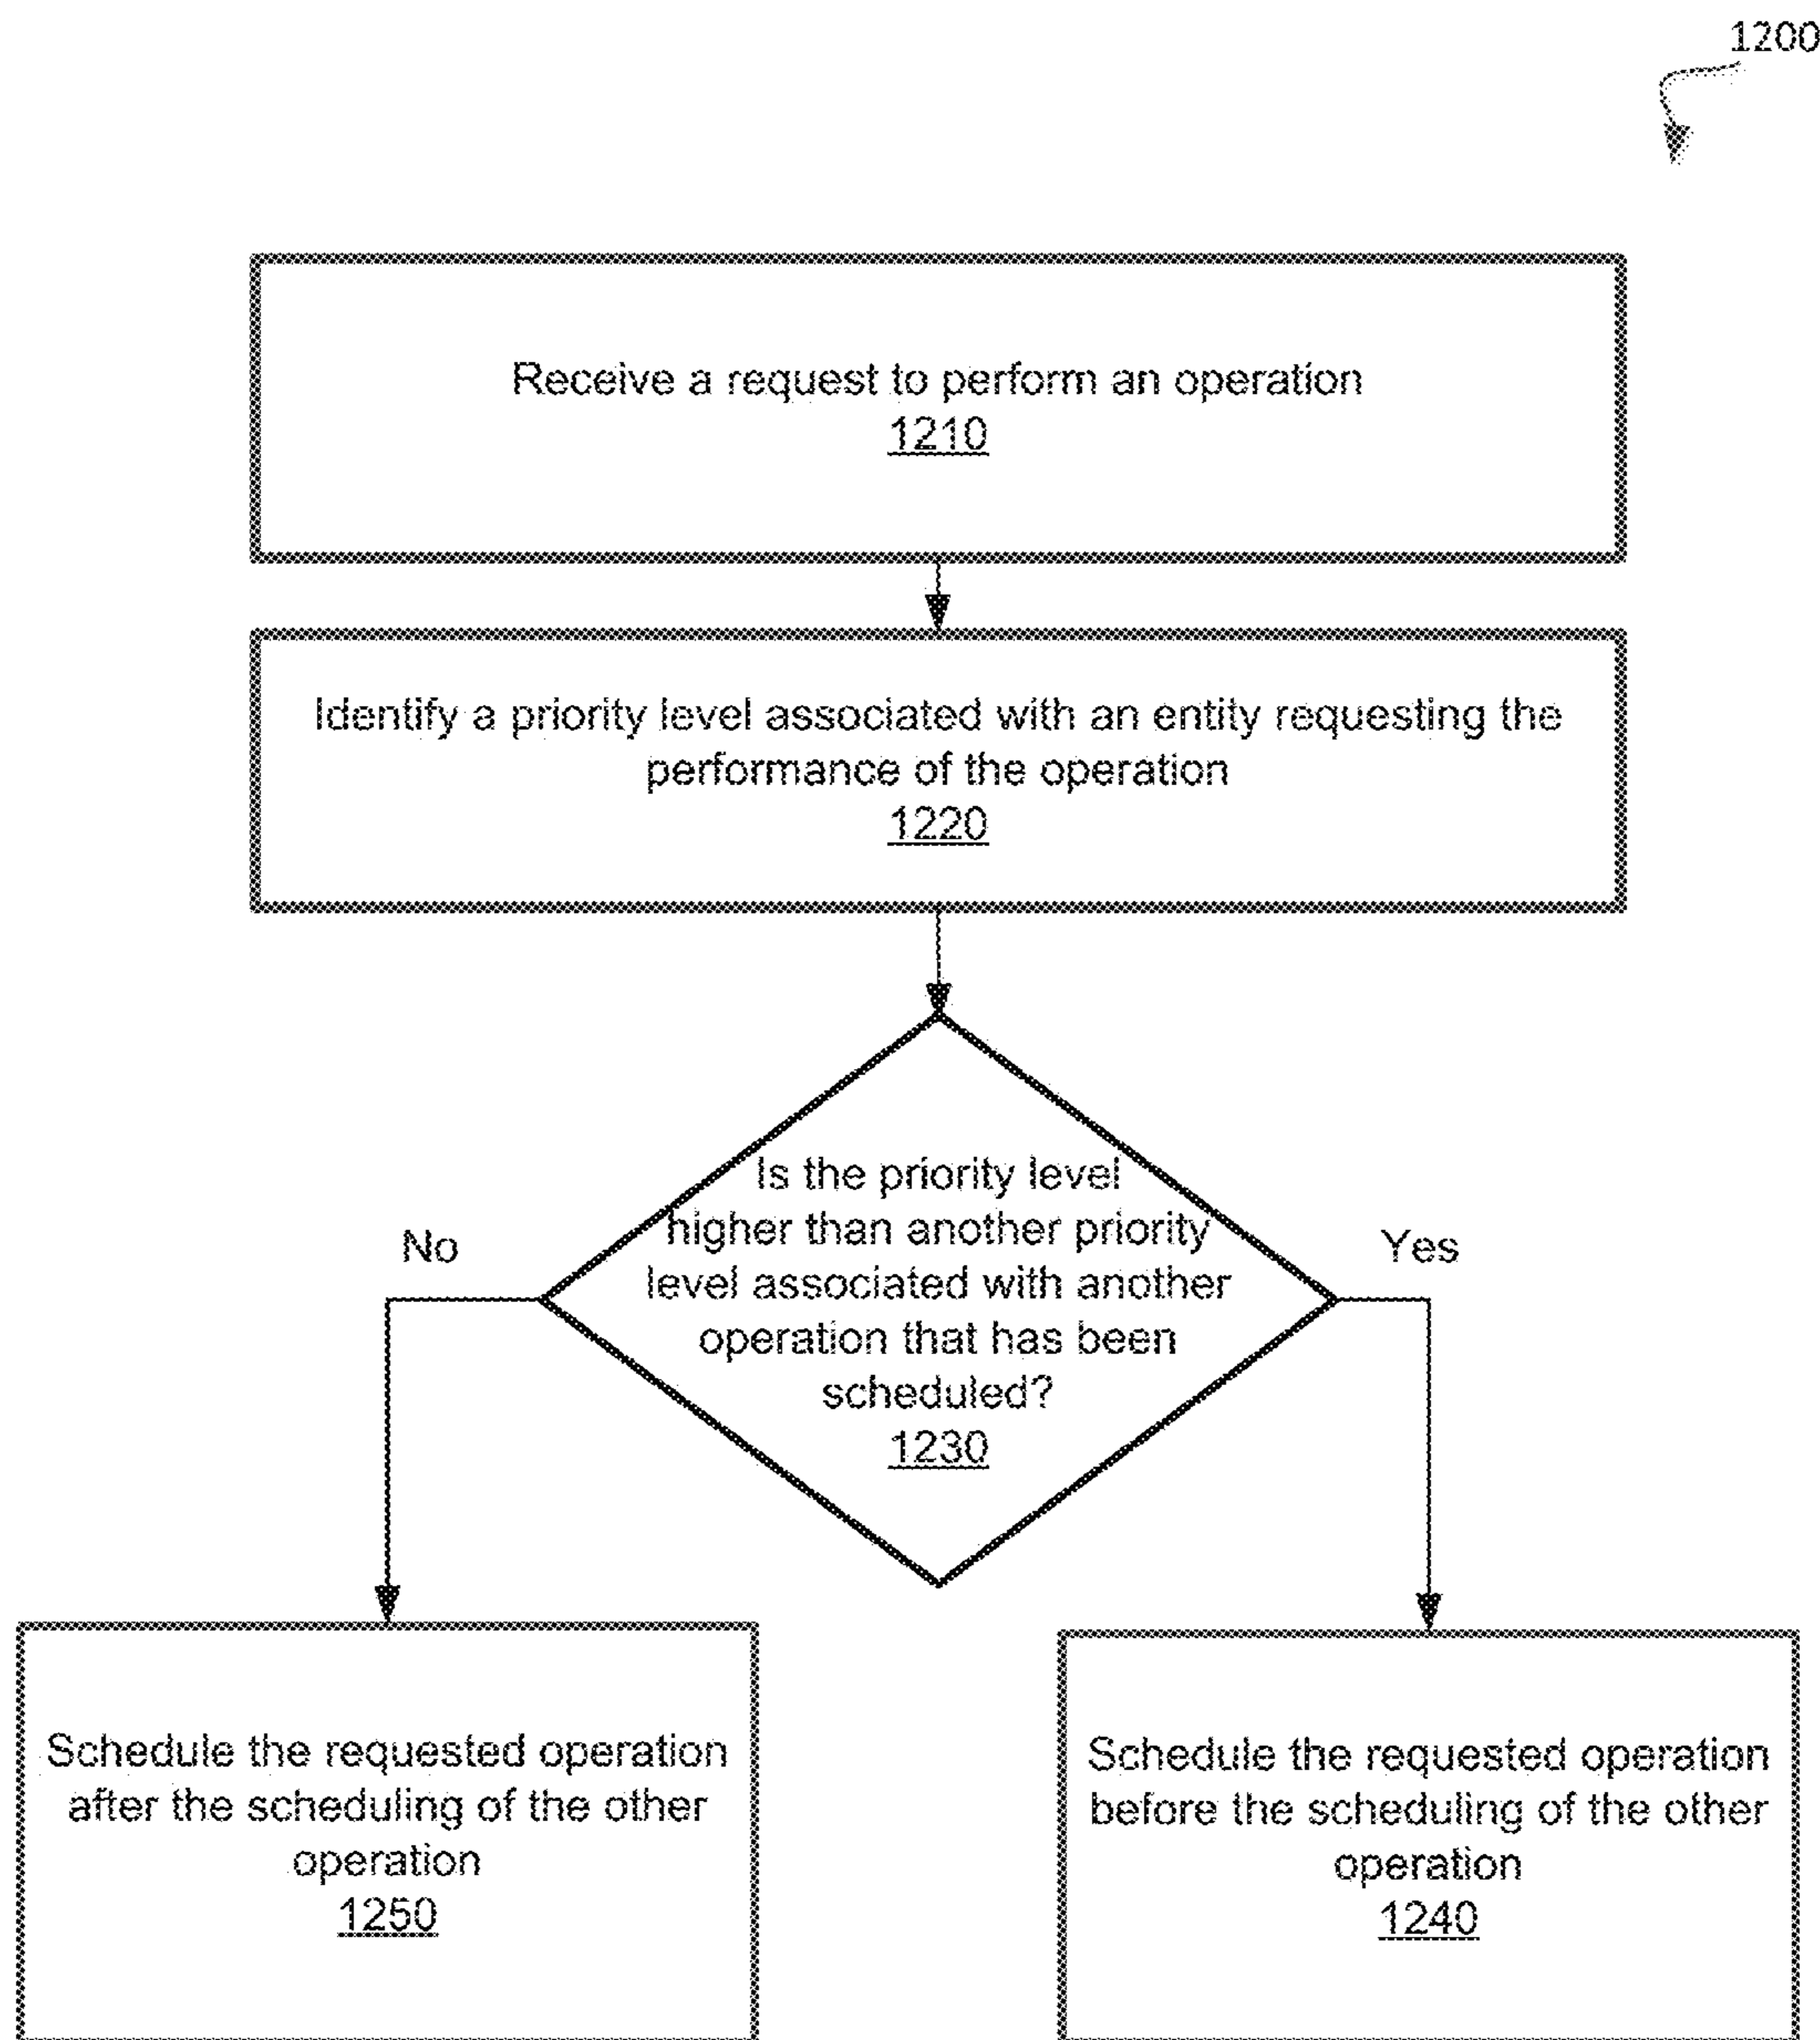 1200
Receive a request to perform an operation
1210
Identify a priority level associated with an entity requesting the
performance of the operation
1220
Is the priority level
higher than another priority
level associated with another
operation that has been
scheduled?
1230
No
Yes
Schedule the requested operation
after the scheduling of the other
operation
1250
Schedule the requested operation
before the scheduling of the other
operation
1240